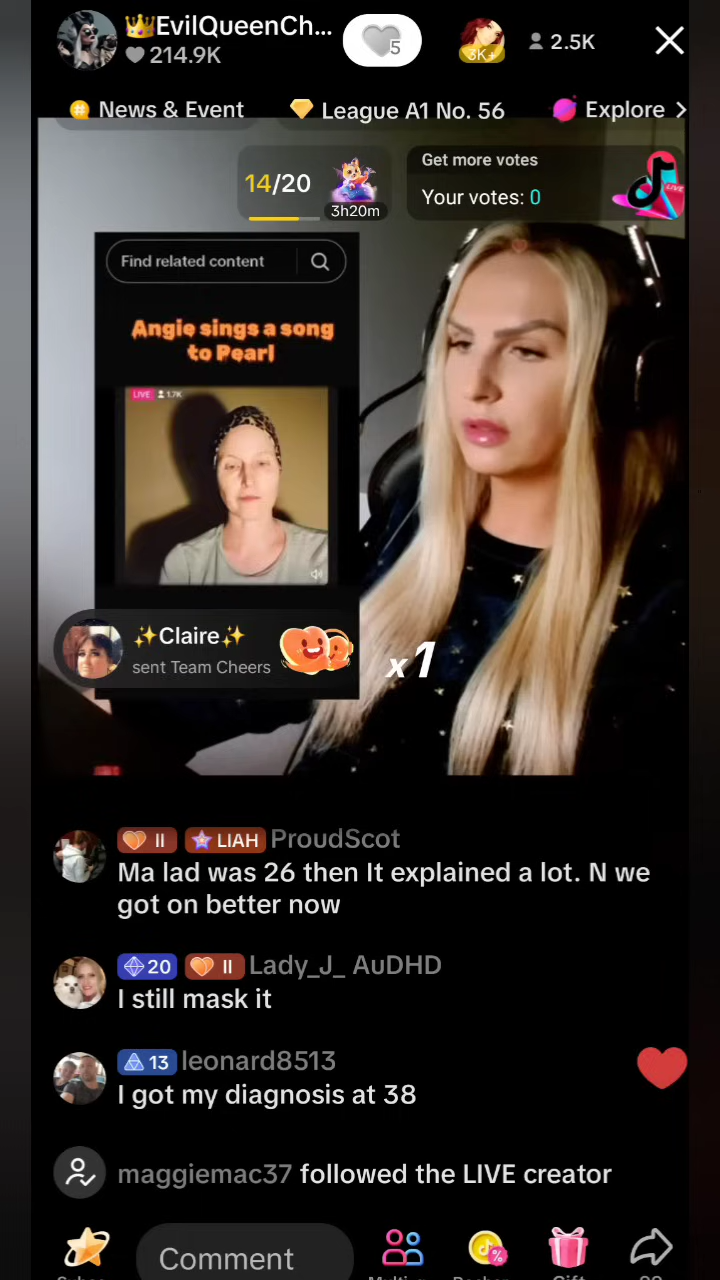 👑EvilQueenCh...
214.9K
5
3K+
2.5K
News & Event
League A1 No. 56
Explore >
14/20
3h20m
Get more votes
Your votes: 0
LIVE
Find related content
Angie sings a song
to Pearl
LIVE 1.7K
✨Claire✨
sent Team Cheers
x1
II LIAH ProudScot
Ma lad was 26 then It explained a lot. N we
got on better now
20 II Lady_J_ AuDHD
I still mask it
13 leonard8513
I got my diagnosis at 38
maggiemac37 followed the LIVE creator
Comment